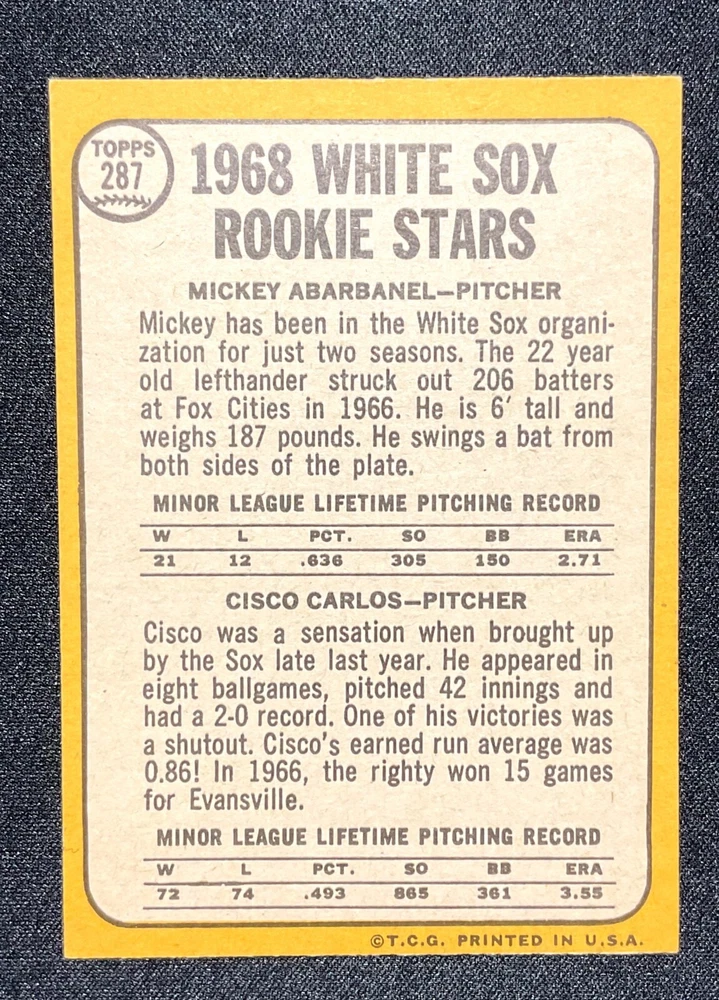 TOPPS
287
1968 WHITE SOX
ROOKIE STARS
MICKEY ABARBANEL—PITCHER
Mickey has been in the White Sox organi-
zation for just two seasons. The 22 year
old lefthander struck out 206 batters
at Fox Cities in 1966. He is 6′ tall and
weighs 187 pounds. He swings a bat from
both sides of the plate.
MINOR LEAGUE LIFETIME PITCHING RECORD
W L PCT. SO BB ERA
21 12 .636 305 150 2.71
CISCO CARLOS—PITCHER
Cisco was a sensation when brought up
by the Sox late last year. He appeared in
eight ballgames, pitched 42 innings and
had a 2-0 record. One of his victories was
a shutout. Cisco's earned run average was
0.86! In 1966, the righty won 15 games
for Evansville.
MINOR LEAGUE LIFETIME PITCHING RECORD
W L PCT. SO BB ERA
72 74 .493 865 361 3.55
©T.C.G. PRINTED IN U.S.A.